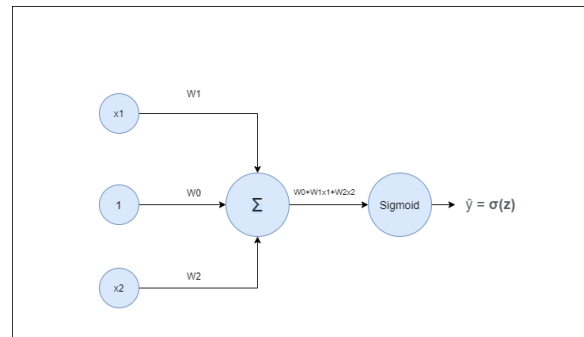 W1
x1
W0
1
Σ
W0+W1x1+W2x2
Sigmoid
ŷ = σ(z)
W2
x2